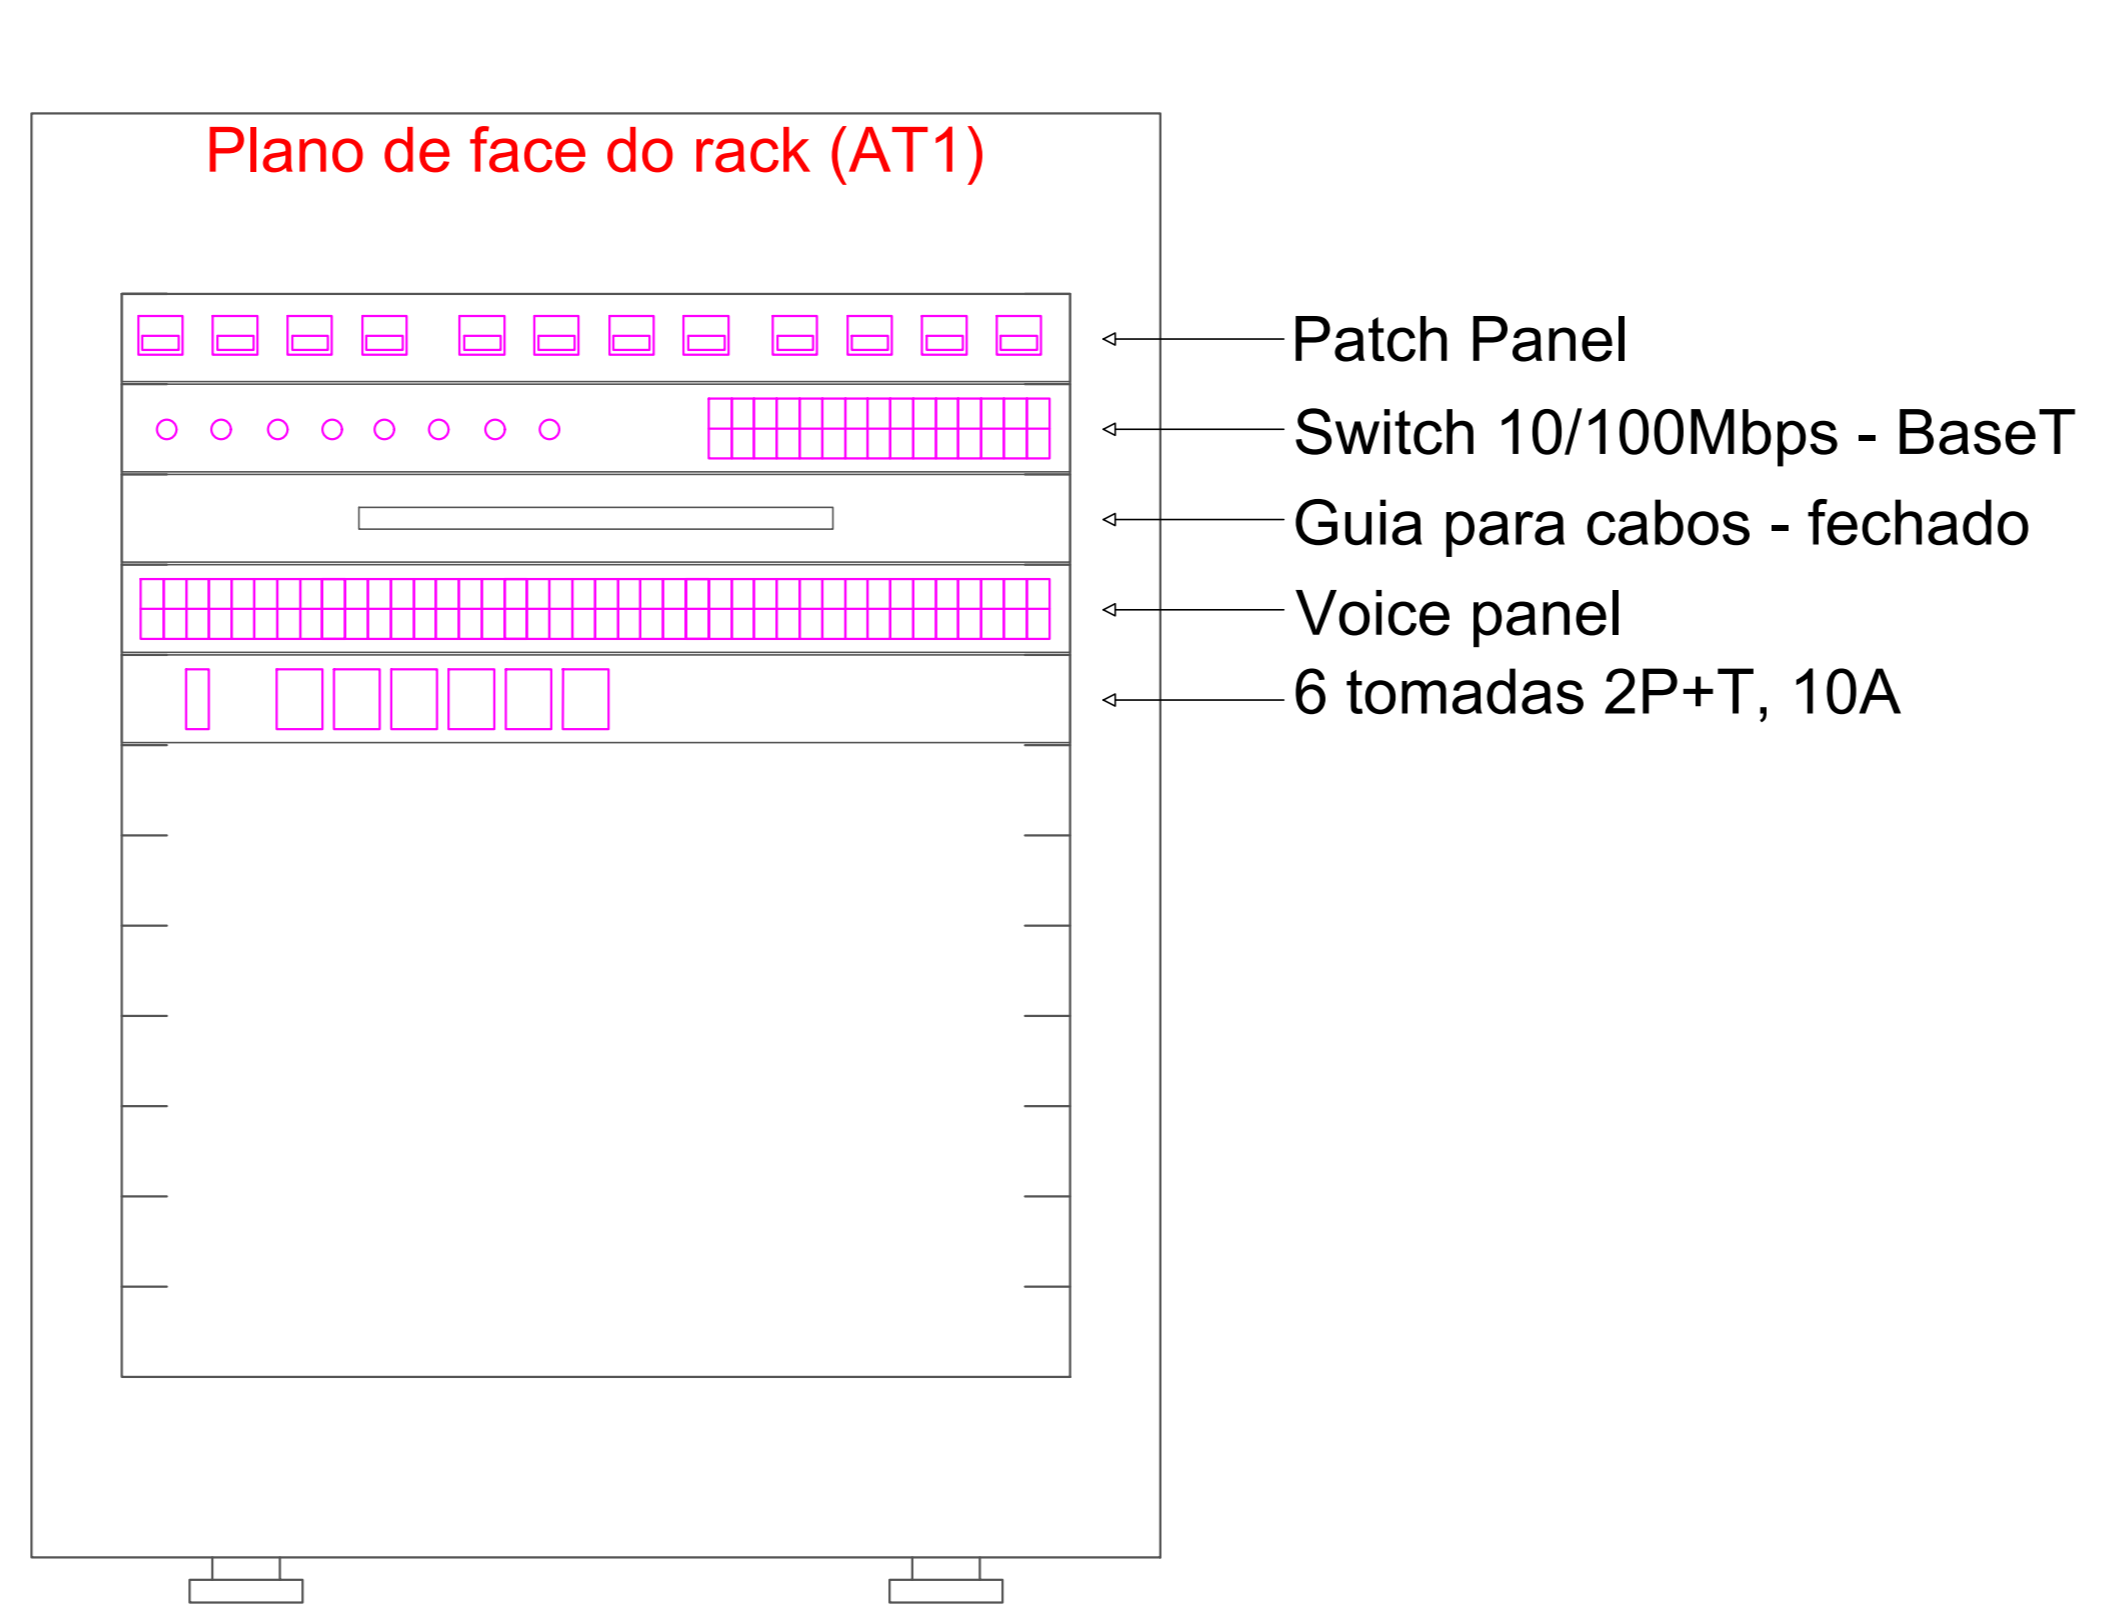 Plano de face do rack (AT1)
Patch Panel
Switch 10/100Mbps - BaseT
Guia para cabos - fechado
Voice panel
6 tomadas 2P+T, 10A